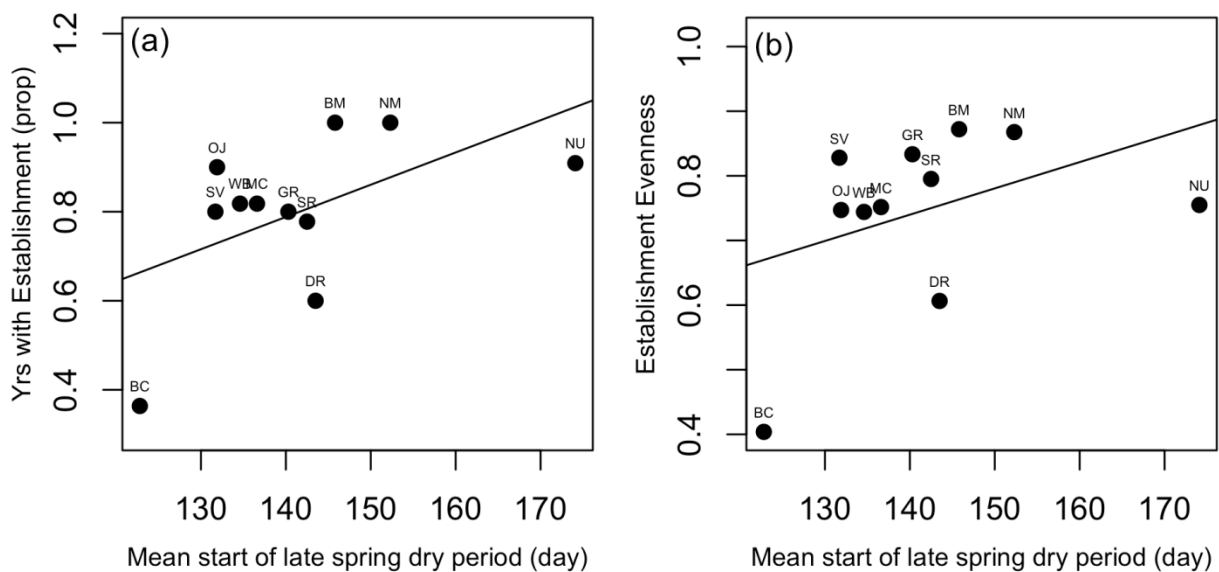 (a)
Yrs with Establishment (prop)
1.2
1.0
0.8
0.6
0.4
BM
NM
NU
OJ
SV
WB
MC
GR
SR
DR
BC
130
140
150
160
170
Mean start of late spring dry period (day)
(b)
Establishment Evenness
1.0
0.8
0.6
0.4
BM
NM
SV
GR
SR
OJ
WB
MC
NU
DR
BC
130
140
150
160
170
Mean start of late spring dry period (day)